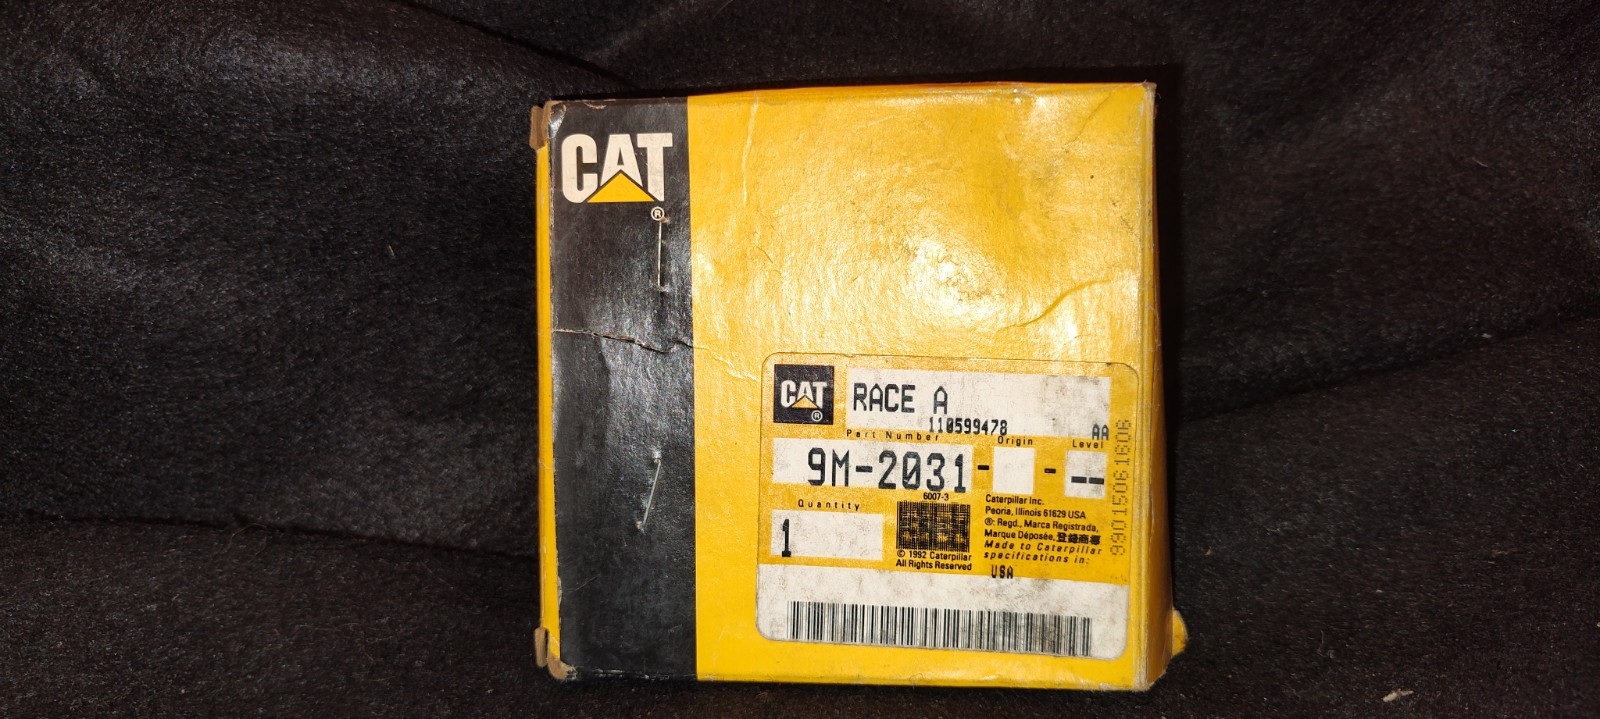 CAT
®
CAT
®
RACE A
110599478
AA
Part Number
Origin
Level
9M-2031- - --
Quantity
1
6007-3
© 1992 Caterpillar
All Rights Reserved
Caterpillar Inc.
Peoria, Illinois 61629 USA
®: Regd., Marca Registrada,
Marque Déposée, 登録商標
Made to Caterpillar
specifications in:
USA